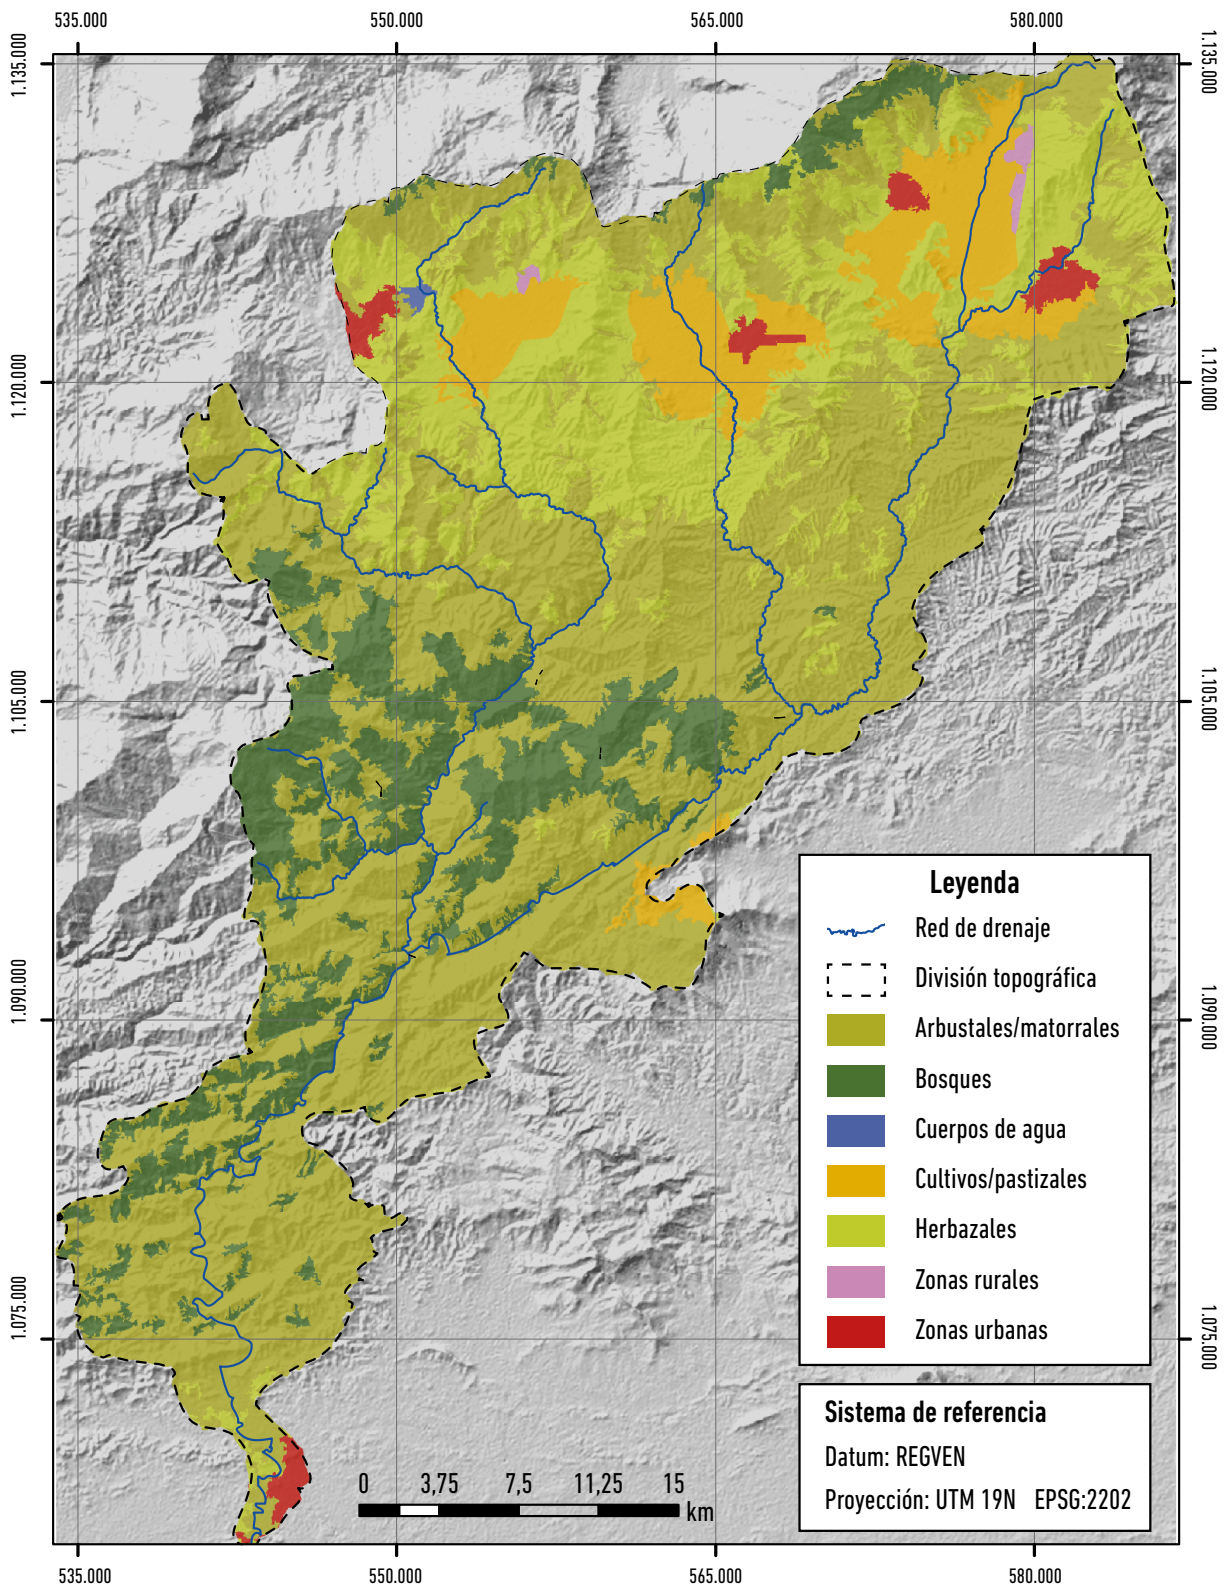 535.000 550.000 565.000 580.000
1.135.000 1.135.000
1.120.000 1.120.000
1.105.000 1.105.000
1.090.000 1.090.000
1.075.000 1.075.000
Leyenda
Red de drenaje
División topográfica
Arbustales/matorrales
Bosques
Cuerpos de agua
Cultivos/pastizales
Herbazales
Zonas rurales
Zonas urbanas
Sistema de referencia
Datum: REGVEN
Proyección: UTM 19N EPSG:2202
0 3,75 7,5 11,25 15
km
535.000 550.000 565.000 580.000